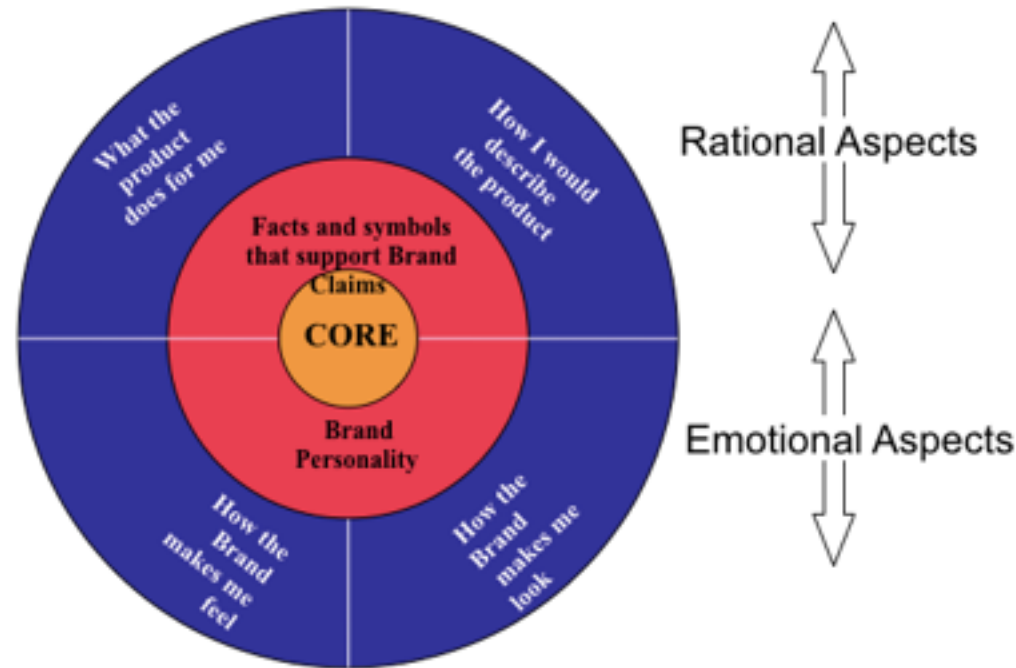 What the
product
does for me
How I would
describe
the product
Rational Aspects
Facts and symbols
that support Brand
Claims
CORE
Brand
Personality
Emotional Aspects
How the
Brand
makes me
feel
How the
Brand
makes me
look